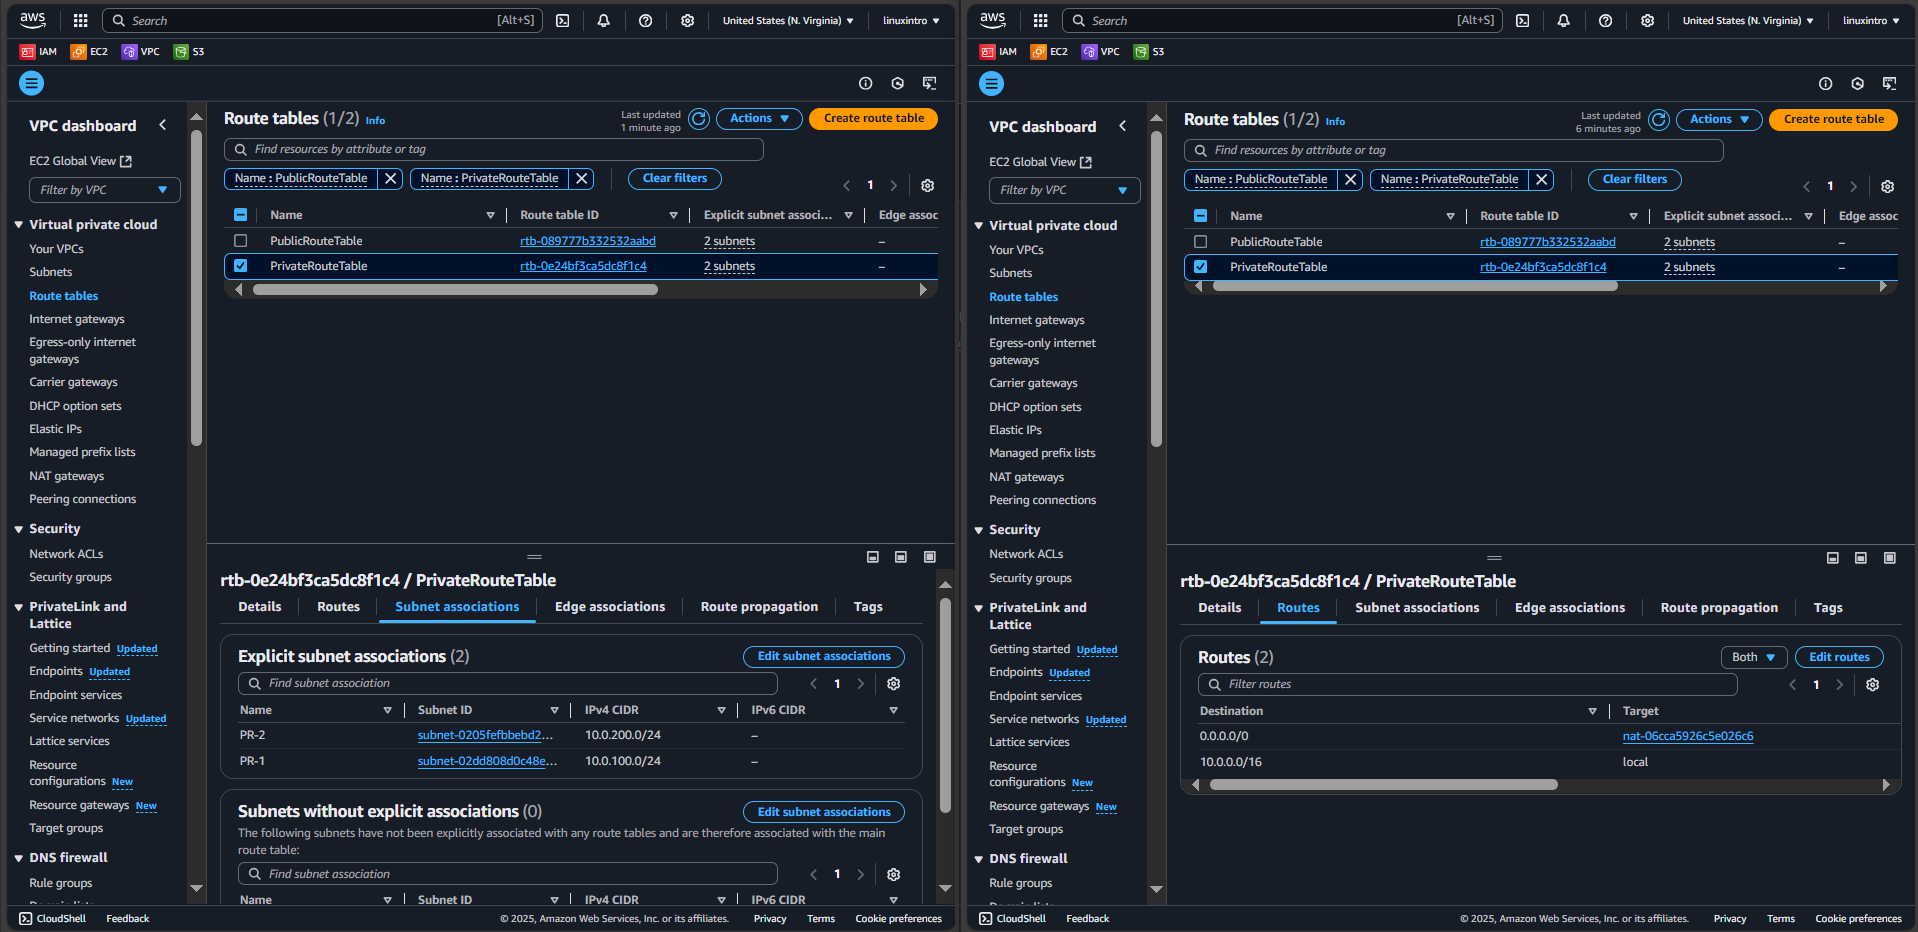 aws
Search [Alt+S]
United States (N. Virginia) ▼ linuxintro ▼
IAM EC2 VPC S3
VPC dashboard
EC2 Global View
Filter by VPC
Virtual private cloud
Your VPCs
Subnets
Route tables
Internet gateways
Egress-only internet
gateways
Carrier gateways
DHCP option sets
Elastic IPs
Managed prefix lists
NAT gateways
Peering connections
Security
Network ACLs
Security groups
PrivateLink and
Lattice
Getting started Updated
Endpoints Updated
Endpoint services
Service networks Updated
Lattice services
Resource
configurations New
Resource gateways New
Target groups
DNS firewall
Rule groups
Route tables (1/2) Info
Last updated
1 minute ago
Actions
Create route table
Find resources by attribute or tag
Name : PublicRouteTable Name : PrivateRouteTable Clear filters
1
Name Route table ID Explicit subnet associ... Edge assoc
PublicRouteTable rtb-089777b332532aabd 2 subnets –
PrivateRouteTable rtb-0e24bf3ca5dc8f1c4 2 subnets –
rtb-0e24bf3ca5dc8f1c4 / PrivateRouteTable
Details Routes Subnet associations Edge associations Route propagation Tags
Explicit subnet associations (2) Edit subnet associations
Find subnet association 1
Name Subnet ID IPv4 CIDR IPv6 CIDR
PR-2 subnet-0205fefbbebd2... 10.0.200.0/24 –
PR-1 subnet-02dd808d0c48e... 10.0.100.0/24 –
Subnets without explicit associations (0) Edit subnet associations
The following subnets have not been explicitly associated with any route tables and are therefore associated with the main
route table:
Find subnet association 1
Name Subnet ID IPv4 CIDR IPv6 CIDR
CloudShell Feedback © 2025, Amazon Web Services, Inc. or its affiliates. Privacy Terms Cookie preferences
aws
Search [Alt+S]
United States (N. Virginia) ▼ linuxintro ▼
IAM EC2 VPC S3
VPC dashboard
EC2 Global View
Filter by VPC
Virtual private cloud
Your VPCs
Subnets
Route tables
Internet gateways
Egress-only internet
gateways
Carrier gateways
DHCP option sets
Elastic IPs
Managed prefix lists
NAT gateways
Peering connections
Security
Network ACLs
Security groups
PrivateLink and
Lattice
Getting started Updated
Endpoints Updated
Endpoint services
Service networks Updated
Lattice services
Resource
configurations New
Resource gateways New
Target groups
DNS firewall
Rule groups
Route tables (1/2) Info
Last updated
6 minutes ago
Actions
Create route table
Find resources by attribute or tag
Name : PublicRouteTable Name : PrivateRouteTable Clear filters
1
Name Route table ID Explicit subnet associ... Edge assoc
PublicRouteTable rtb-089777b332532aabd 2 subnets –
PrivateRouteTable rtb-0e24bf3ca5dc8f1c4 2 subnets –
rtb-0e24bf3ca5dc8f1c4 / PrivateRouteTable
Details Routes Subnet associations Edge associations Route propagation Tags
Routes (2) Both Edit routes
Filter routes 1
Destination Target
0.0.0.0/0 nat-06cca5926c5e026c6
10.0.0.0/16 local
CloudShell Feedback © 2025, Amazon Web Services, Inc. or its affiliates. Privacy Terms Cookie preferences